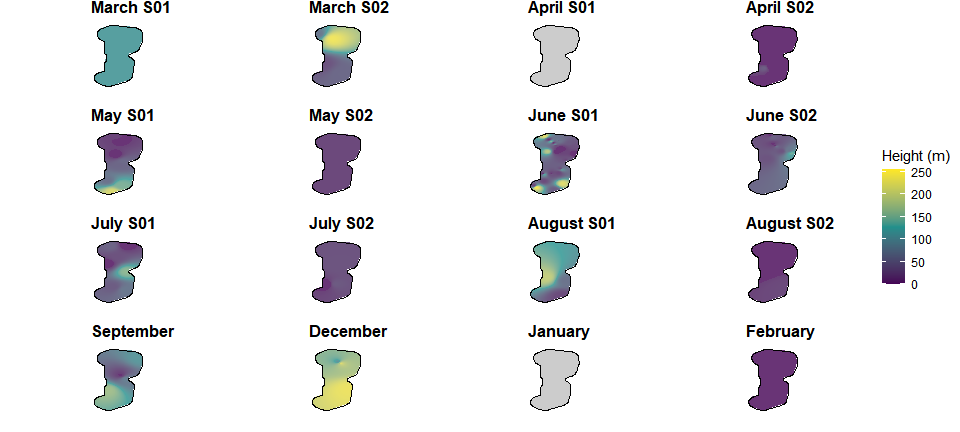 March S01
March S02
April S01
April S02
May S01
May S02
June S01
June S02
July S01
July S02
August S01
August S02
September
December
January
February
Height (m)
250
200
150
100
50
0